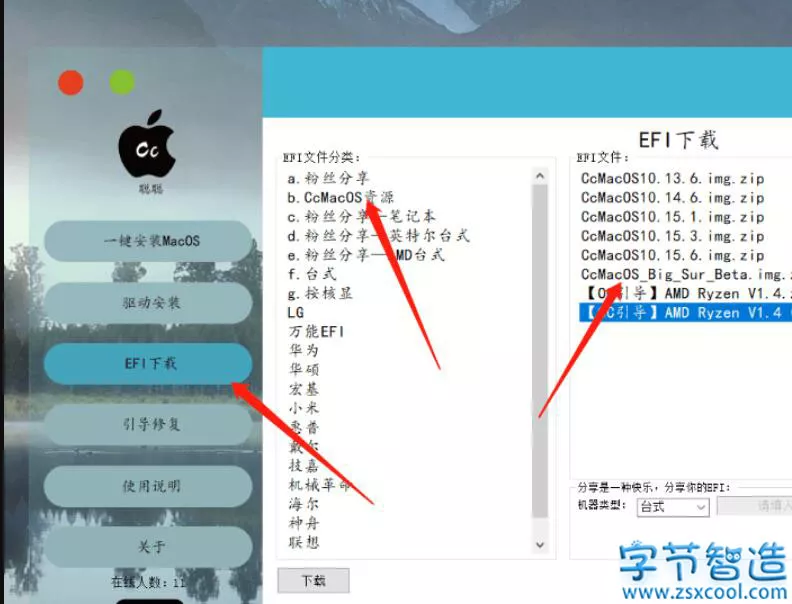 Cc
聪聪
一键安装MacOS
驱动安装
EFI下载
引导修复
使用说明
关于
在线人数：11
EFI下载
EFI文件分类：
a.粉丝分享
b.CcMacOS资源
c.粉丝分享—笔记本
d.粉丝分享—英特尔台式
e.粉丝分享—AMD台式
f.台式
g.按核显
LG
万能EFI
华为
华硕
宏基
小米
惠普
戴尔
技嘉
机械革命
海尔
神舟
联想
下载
EFI文件：
CcMacOS10.13.6.img.zip
CcMacOS10.14.6.img.zip
CcMacOS10.15.1.img.zip
CcMacOS10.15.3.img.zip
CcMacOS10.15.6.img.zip
CcMacOS_Big_Sur_Beta.img.z
【OC引导】AMD Ryzen V1.4.z
【OC引导】AMD Ryzen V1.4
分享是一种快乐，分享你的EFI：
机器类型：
台式
请填入
字节智造
www.zsxcool.com